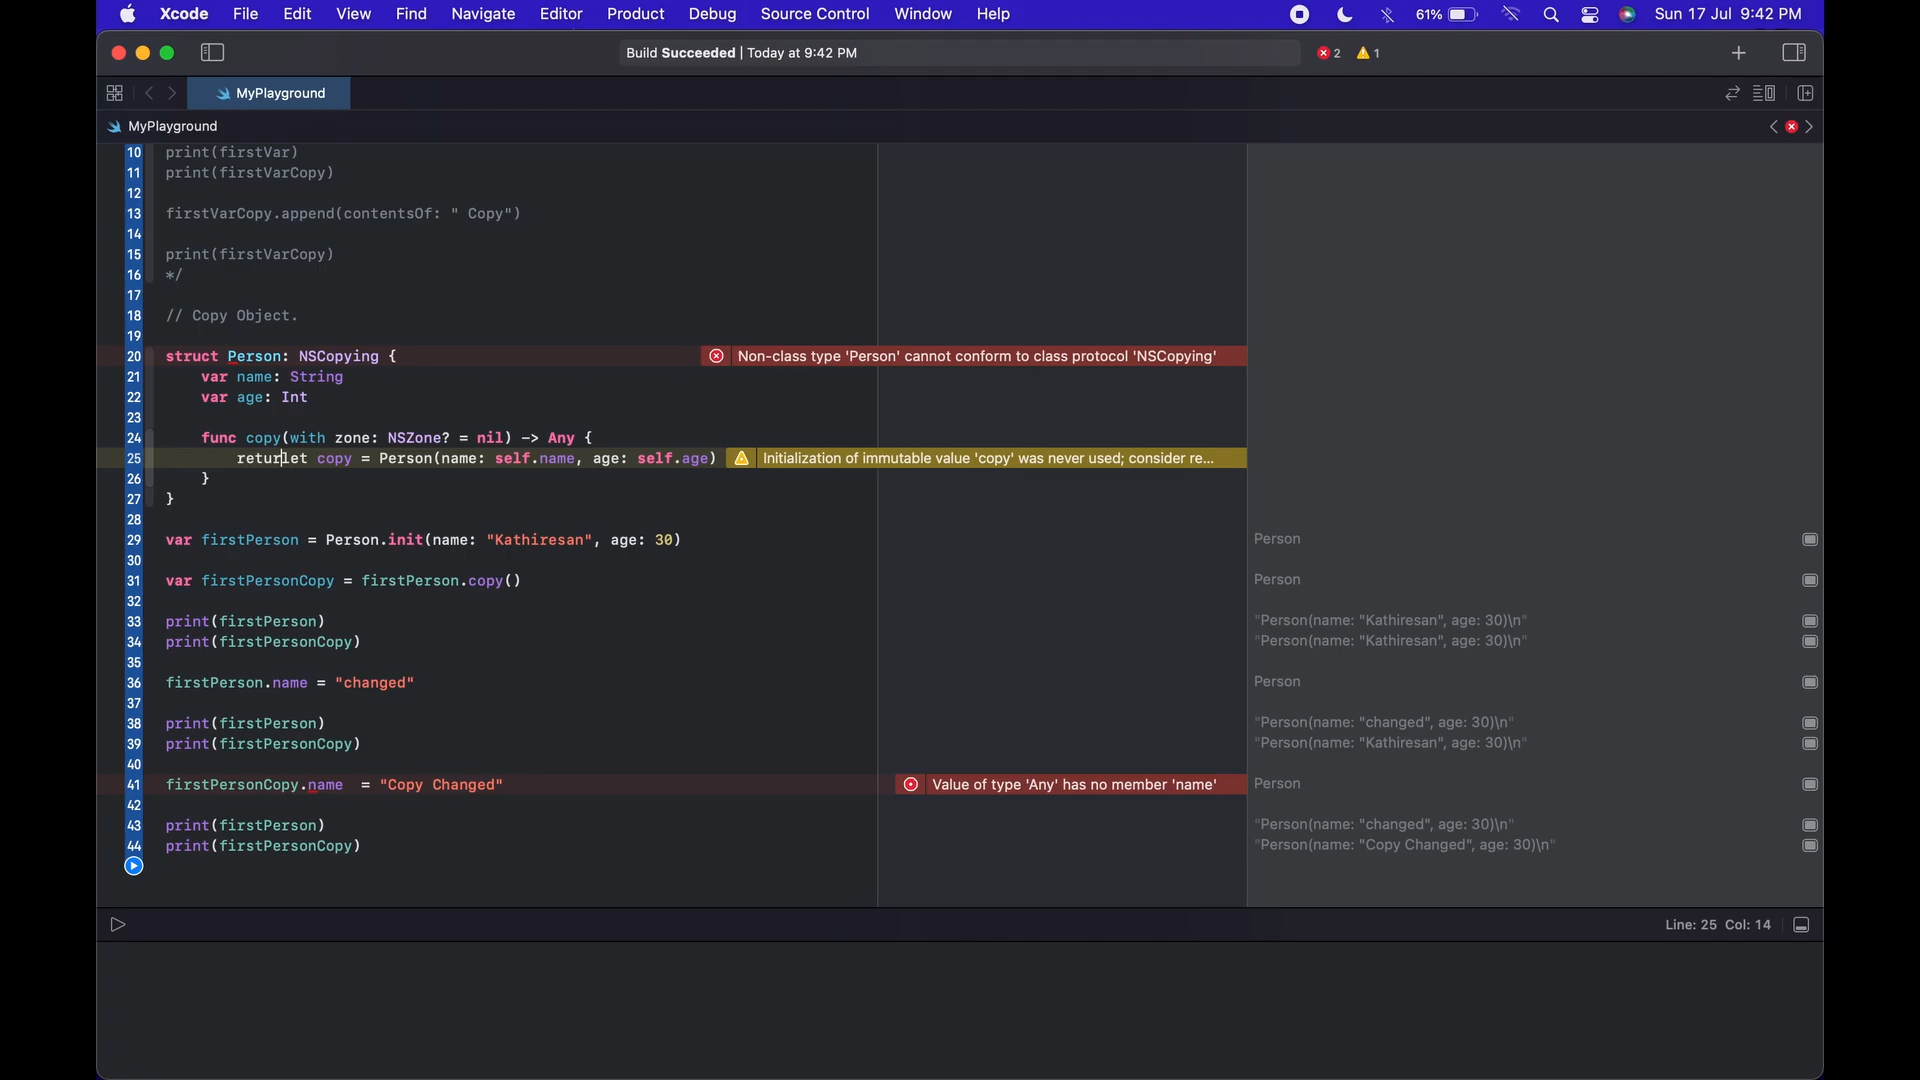 Xcode File Edit View Find Navigate Editor Product Debug Source Control Window Help 61% Sun 17 Jul 9:42 PM
Build Succeeded | Today at 9:42 PM 2 1
MyPlayground
MyPlayground
10 print(firstVar)
11 print(firstVarCopy)
12
13 firstVarCopy.append(contentsOf: " Copy")
14
15 print(firstVarCopy)
16 */
17
18 // Copy Object.
19
20 struct Person: NSCopying { Non-class type 'Person' cannot conform to class protocol 'NSCopying'
21 var name: String
22 var age: Int
23
24 func copy(with zone: NSZone? = nil) -> Any {
25 returlet copy = Person(name: self.name, age: self.age) Initialization of immutable value 'copy' was never used; consider re...
26 }
27 }
28
29 var firstPerson = Person.init(name: "Kathiresan", age: 30) Person
30
31 var firstPersonCopy = firstPerson.copy() Person
32
33 print(firstPerson) "Person(name: "Kathiresan", age: 30)\n"
34 print(firstPersonCopy) "Person(name: "Kathiresan", age: 30)\n"
35
36 firstPerson.name = "changed" Person
37
38 print(firstPerson) "Person(name: "changed", age: 30)\n"
39 print(firstPersonCopy) "Person(name: "Kathiresan", age: 30)\n"
40
41 firstPersonCopy.name  = "Copy Changed" Value of type 'Any' has no member 'name' Person
42
43 print(firstPerson) "Person(name: "changed", age: 30)\n"
44 print(firstPersonCopy) "Person(name: "Copy Changed", age: 30)\n"
Line: 25 Col: 14